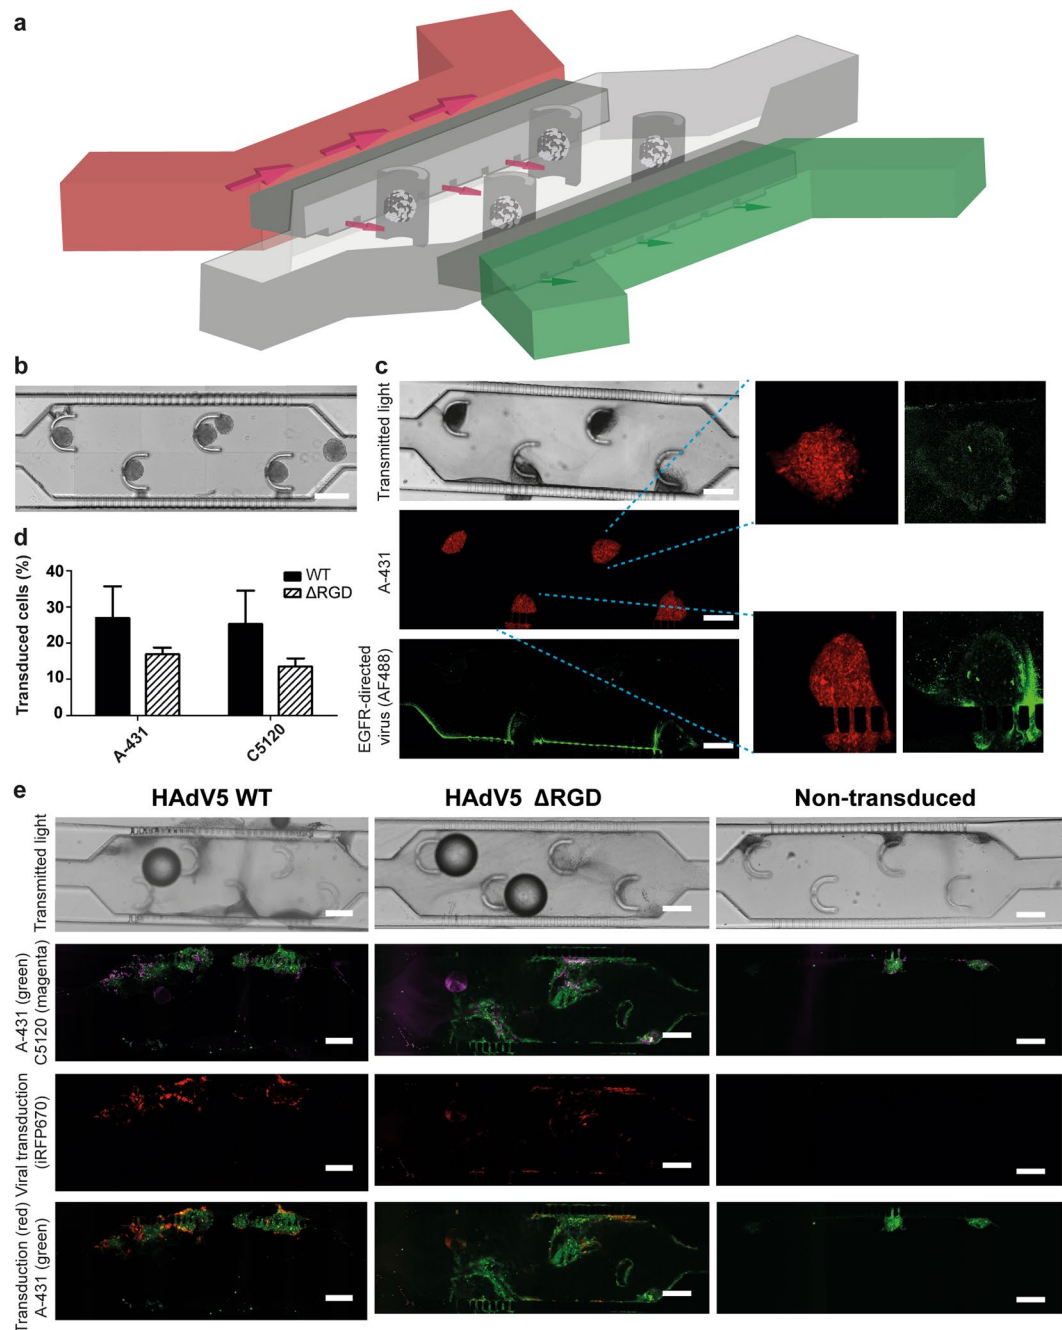 a
b
c
Transmitted light
A-431
EGFR-directed
virus (AF488)
d
Transduced cells (%)
40
30
20
10
0
WT
ΔRGD
A-431
C5120
e
HAdV5 WT
HAdV5 ΔRGD
Non-transduced
Transmitted light
A-431 (green)
C5120 (magenta)
Viral transduction
(iRFP670)
Transduction (red)
A-431 (green)